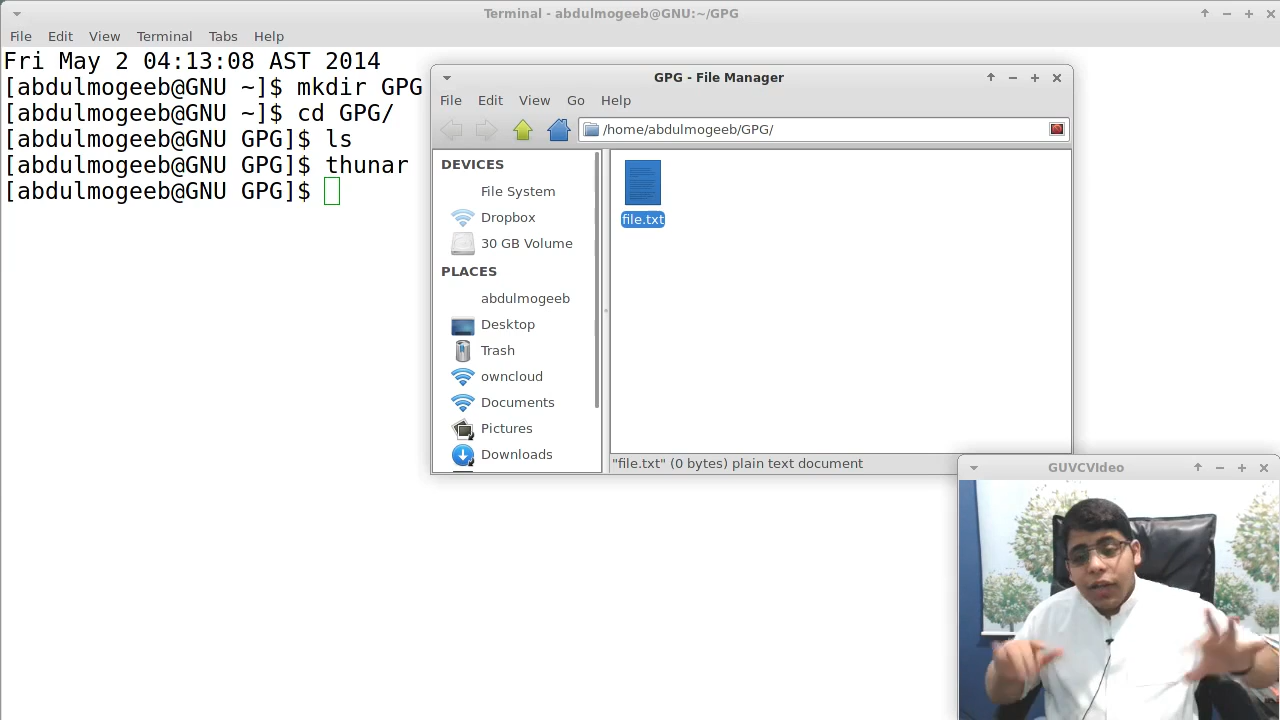 Terminal - abdulmogeeb@GNU:~/GPG
File Edit View Terminal Tabs Help
Fri May 2 04:13:08 AST 2014
[abdulmogeeb@GNU ~]$ mkdir GPG
[abdulmogeeb@GNU ~]$ cd GPG/
[abdulmogeeb@GNU GPG]$ ls
[abdulmogeeb@GNU GPG]$ thunar
[abdulmogeeb@GNU GPG]$
GPG - File Manager
File Edit View Go Help
/home/abdulmogeeb/GPG/
DEVICES
File System
Dropbox
30 GB Volume
PLACES
abdulmogeeb
Desktop
Trash
owncloud
Documents
Pictures
Downloads
file.txt
"file.txt" (0 bytes) plain text document
GUVCVIdeo